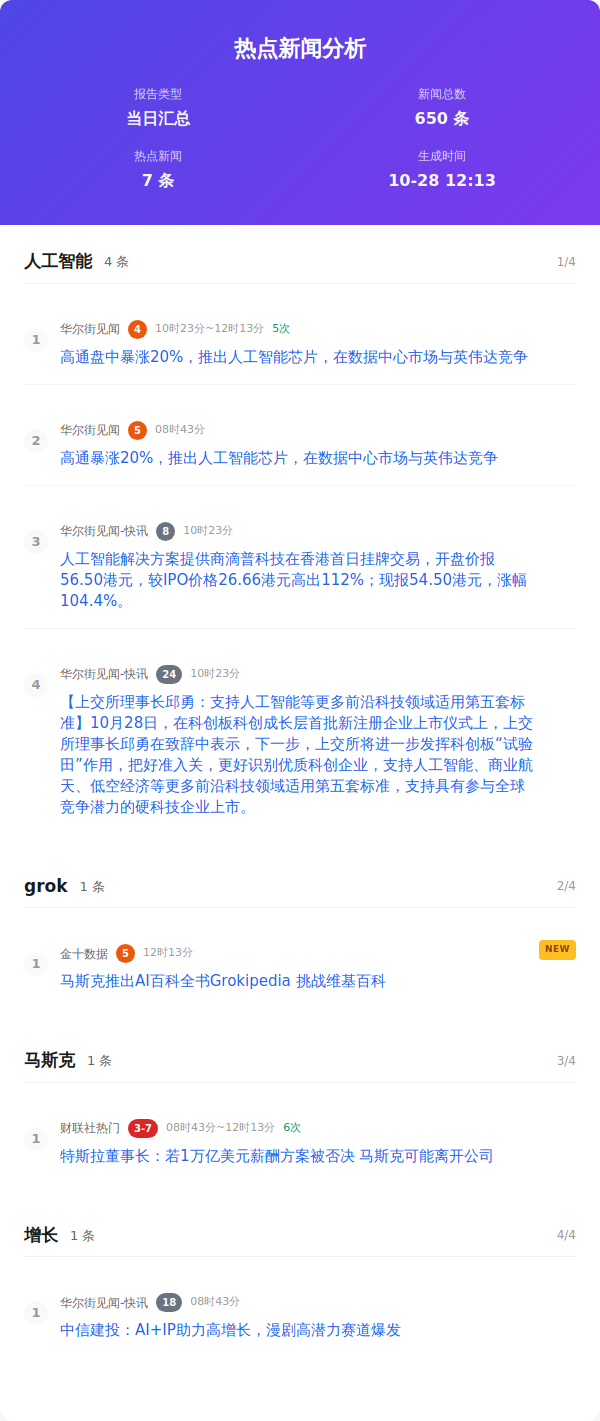 热点新闻分析
报告类型
新闻总数
当日汇总
650 条
热点新闻
生成时间
7 条
10-28 12:13
人工智能 4 条 1/4
1
华尔街见闻 4 10时23分~12时13分 5次
高通盘中暴涨20%，推出人工智能芯片，在数据中心市场与英伟达竞争
2
华尔街见闻 5 08时43分
高通暴涨20%，推出人工智能芯片，在数据中心市场与英伟达竞争
3
华尔街见闻-快讯 8 10时23分
人工智能解决方案提供商滴普科技在香港首日挂牌交易，开盘价报
56.50港元，较IPO价格26.66港元高出112%；现报54.50港元，涨幅
104.4%。
4
华尔街见闻-快讯 24 10时23分
【上交所理事长邱勇：支持人工智能等更多前沿科技领域适用第五套标
准】10月28日，在科创板科创成长层首批新注册企业上市仪式上，上交
所理事长邱勇在致辞中表示，下一步，上交所将进一步发挥科创板“试验
田”作用，把好准入关，更好识别优质科创企业，支持人工智能、商业航
天、低空经济等更多前沿科技领域适用第五套标准，支持具有参与全球
竞争潜力的硬科技企业上市。
grok 1 条 2/4
1
金十数据 5 12时13分 NEW
马斯克推出AI百科全书Grokipedia 挑战维基百科
马斯克 1 条 3/4
1
财联社热门 3-7 08时43分~12时13分 6次
特斯拉董事长：若1万亿美元薪酬方案被否决 马斯克可能离开公司
增长 1 条 4/4
1
华尔街见闻-快讯 18 08时43分
中信建投：AI+IP助力高增长，漫剧高潜力赛道爆发